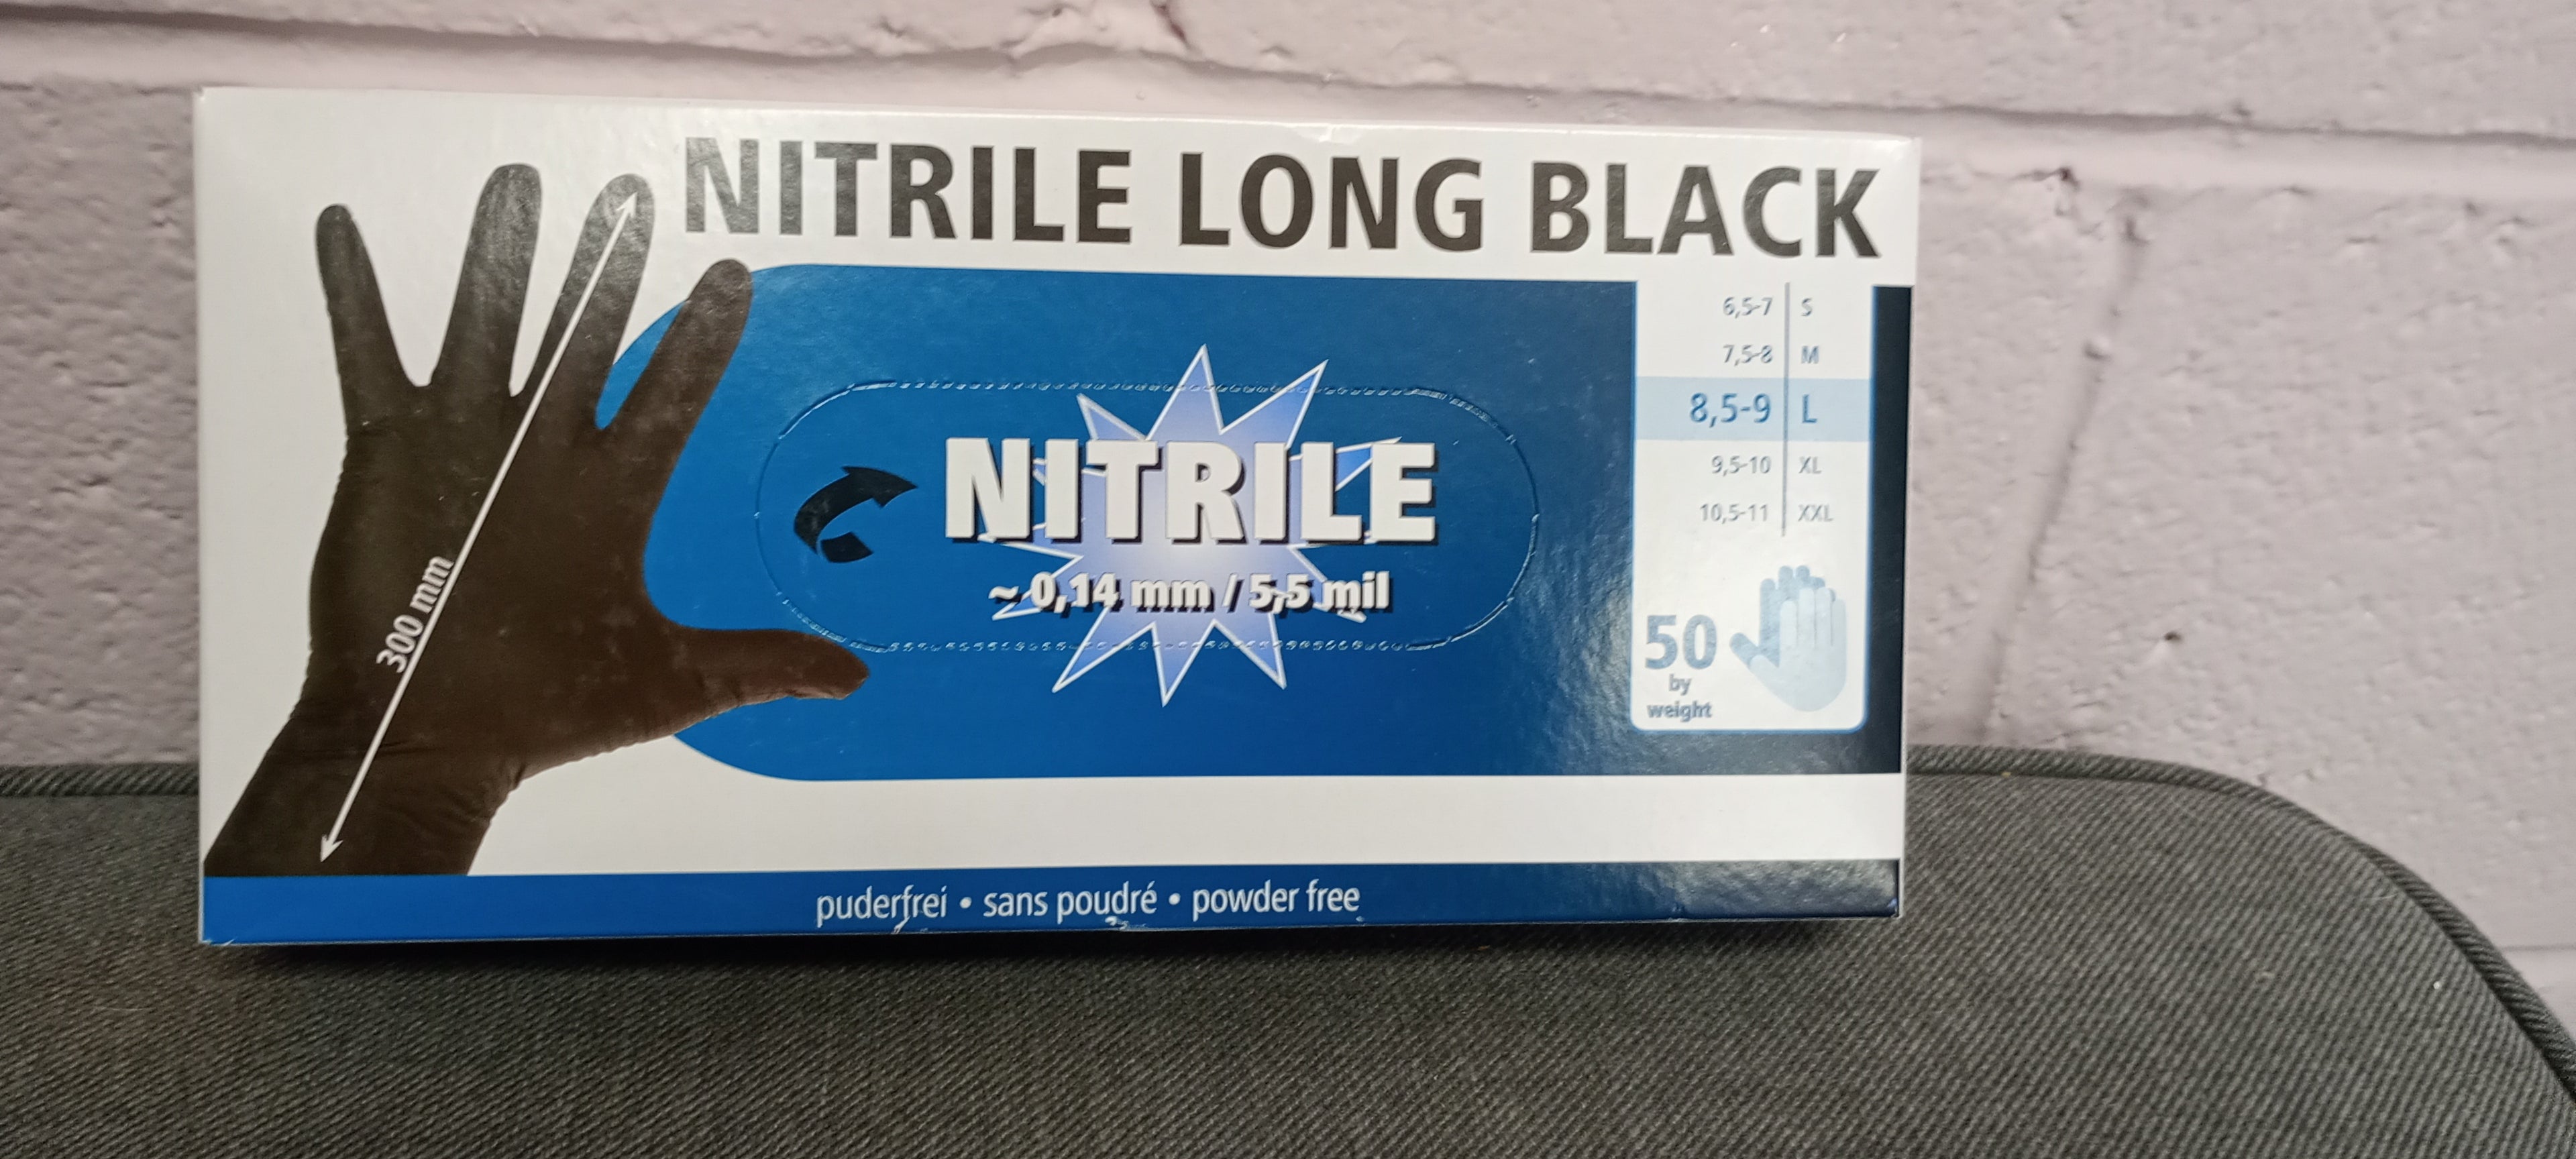 NITRILE LONG BLACK
300 mm
NITRILE
~ 0,14 mm / 5,5 mil
6,5-7 S
7,5-8 M
8,5-9 L
9,5-10 XL
10,5-11 XXL
50
by
weight
puderfrei • sans poudré • powder free